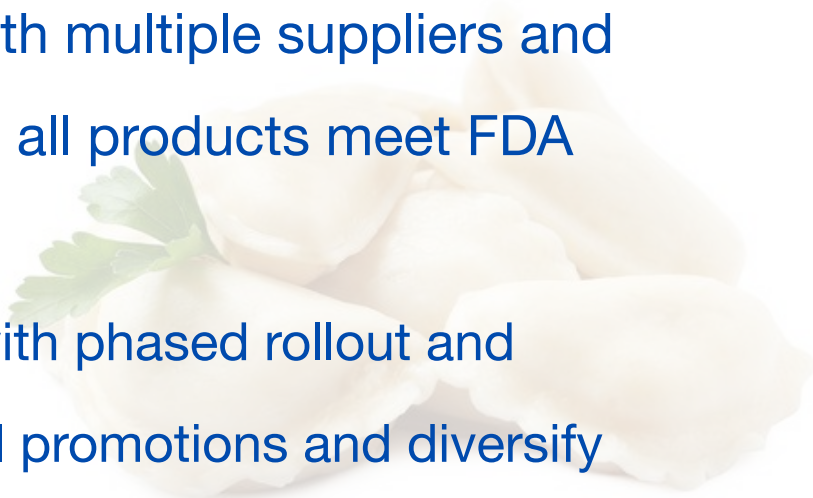 th multiple suppliers and
all products meet FDA
ith phased rollout and
promotions and diversify